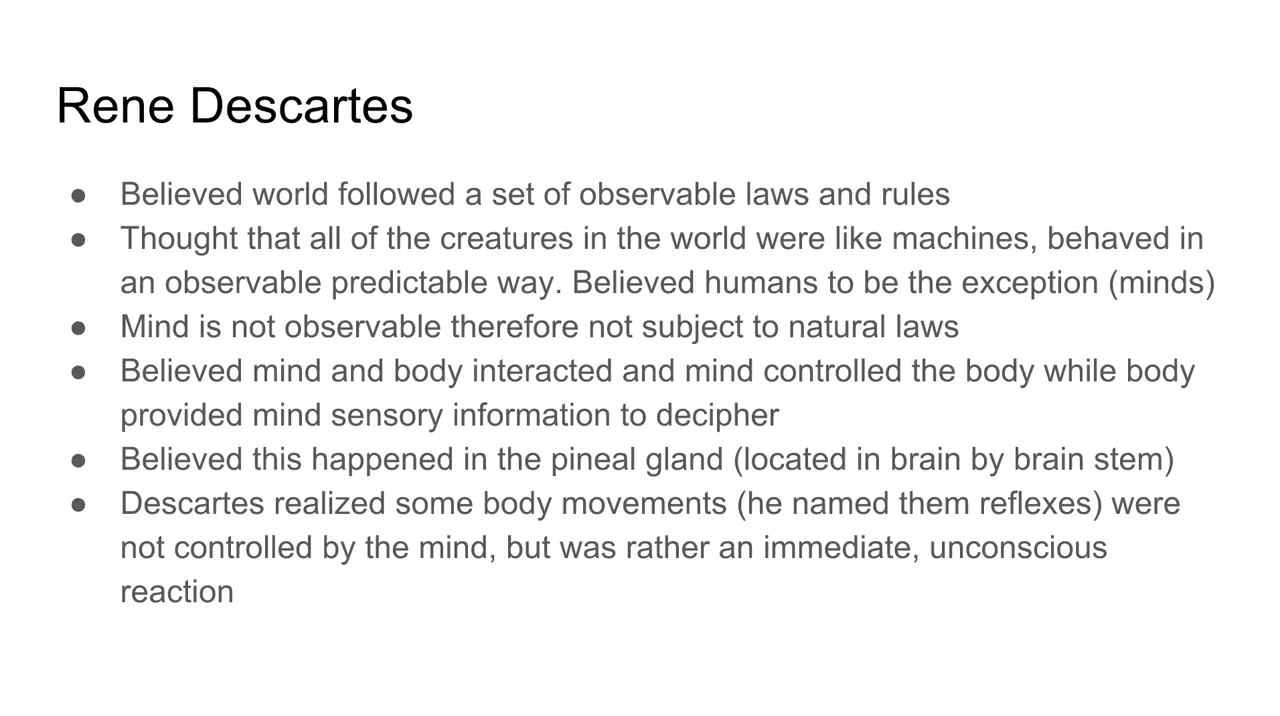 Rene Descartes
● Believed world followed a set of observable laws and rules
● Thought that all of the creatures in the world were like machines, behaved in
an observable predictable way. Believed humans to be the exception (minds)
● Mind is not observable therefore not subject to natural laws
● Believed mind and body interacted and mind controlled the body while body
provided mind sensory information to decipher
● Believed this happened in the pineal gland (located in brain by brain stem)
● Descartes realized some body movements (he named them reflexes) were
not controlled by the mind, but was rather an immediate, unconscious
reaction